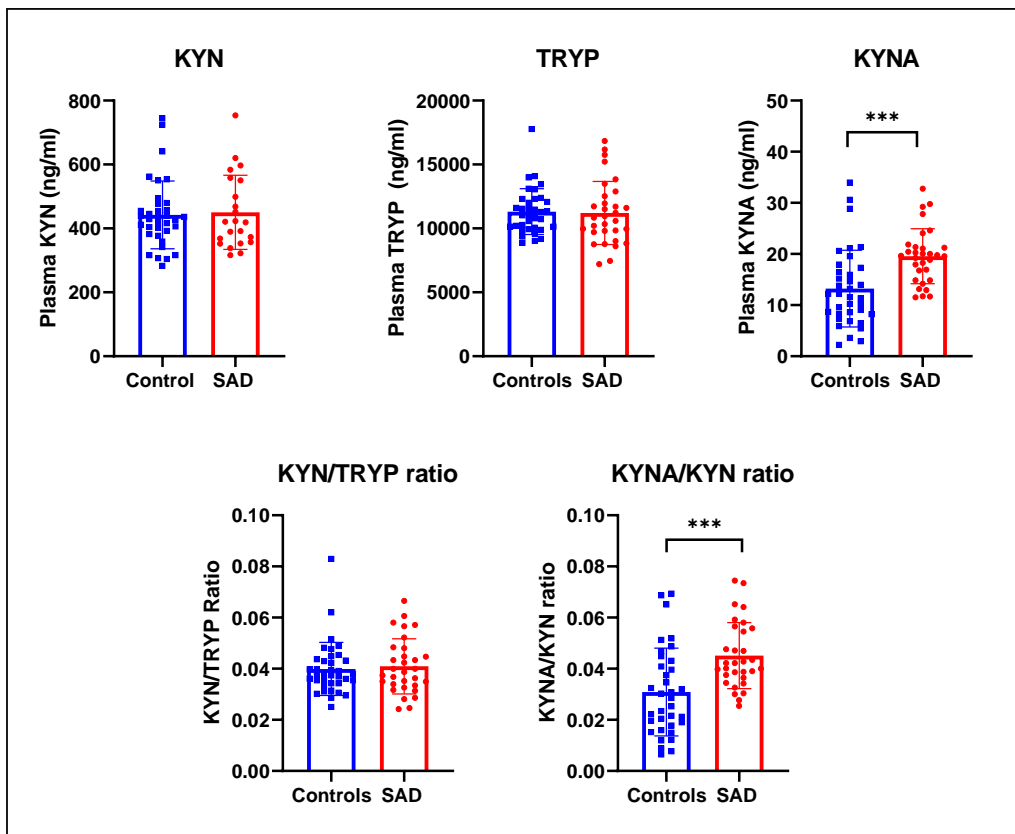 KYN
TRYP
KYNA
Plasma KYN (ng/ml)
800
600
400
200
0
Control SAD
Plasma TRYP (ng/ml)
20000
15000
10000
5000
0
Controls SAD
Plasma KYNA (ng/ml)
50
40
30
20
10
0
***
Controls SAD
KYN/TRYP ratio
KYNA/KYN ratio
KYN/TRYP Ratio
0.10
0.08
0.06
0.04
0.02
0.00
Controls SAD
KYNA/KYN ratio
0.10
0.08
0.06
0.04
0.02
0.00
***
Controls SAD